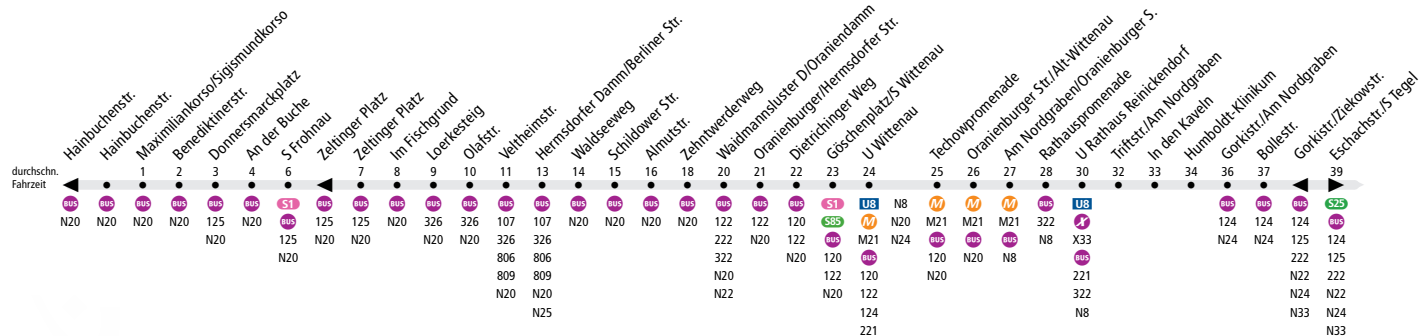 Hainbuchenstr.
Hainbuchenstr.
Maximiliankorso/Sigismundkorso
Benediktinerstr.
Donnersmarckplatz
An der Buche
S Frohnau
Zeltinger Platz
Zeltinger Platz
Im Fischgrund
Loerkesteig
Olafstr.
Veltheimstr.
Hermsdorfer Damm/Berliner Str.
Waldseeweg
Schildower Str.
Almutstr.
Zehntwerderweg
Waidmannsluster D/Oraniendamm
Oranienburger/Hermsdorfer Str.
Dietrichinger Weg
Göschenplatz/S Wittenau
U Wittenau
Techowpromenade
Oranienburger Str./Alt-Wittenau
Am Nordgraben/Oranienburger S.
Rathauspromenade
U Rathaus Reinickendorf
Triftstr./Am Nordgraben
In den Kaveln
Humboldt-Klinikum
Gorkistr./Am Nordgraben
Bollestr.
Gorkistr./Ziekowstr.
Eschachstr./S Tegel
durchschn. 1 2 3 4 6 7 8 9 10 11 13 14 15 16 18 20 21 22 23 24 25 26 27 28 30 32 33 34 36 37 39
Fahrzeit
BUS BUS BUS BUS BUS BUS S1 BUS BUS BUS BUS BUS BUS BUS BUS BUS BUS BUS BUS BUS BUS S1 U8 N8 M M M BUS U8 BUS BUS BUS S25
N20 N20 N20 N20 125 N20 BUS 125 125 N20 326 326 107 107 N20 N20 N20 N20 122 122 120 S85 M N20 M21 M21 M21 322 X 124 124 124 BUS
N20 125 N20 N20 N20 N20 326 326 222 N20 122 BUS M21 N24 BUS BUS BUS N8 X33 N24 N24 125 124
N20 806 806 322 N20 120 BUS 120 N20 N8 BUS 222 125
809 809 N20 122 120 N20 221 N22 222
N20 N20 N22 N20 122 322 N24 N22
N25 124 N8 N33 N24
221 N33